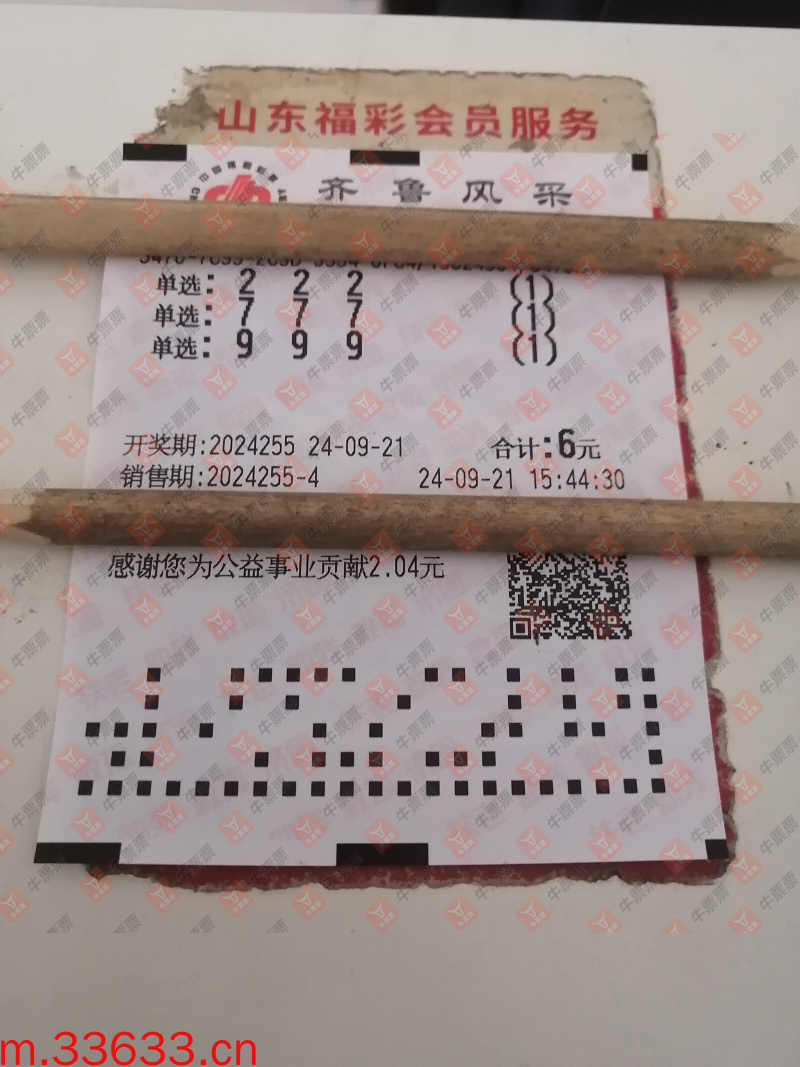 山东福彩会员服务
齐鲁风采
单选: 2 2 2 (1)
单选: 7 7 7 (1)
单选: 9 9 9 (1)
开奖期:2024255 24-09-21 合计:6元
销售期:2024255-4 24-09-21 15:44:30
感谢您为公益事业贡献2.04元
牛票票
m.33633.cn